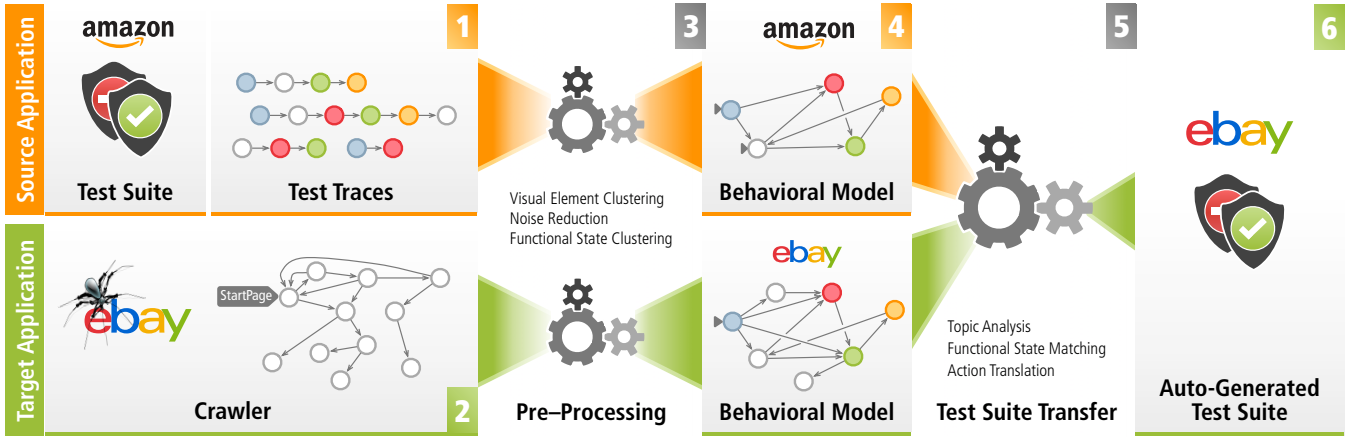 Source Application
amazon
Test Suite
1
Test Traces
Target Application
ebay
StartPage
Crawler
2
3
Visual Element Clustering
Noise Reduction
Functional State Clustering
Pre–Processing
amazon
4
Behavioral Model
ebay
Behavioral Model
5
Topic Analysis
Functional State Matching
Action Translation
Test Suite Transfer
6
ebay
Auto-Generated
Test Suite